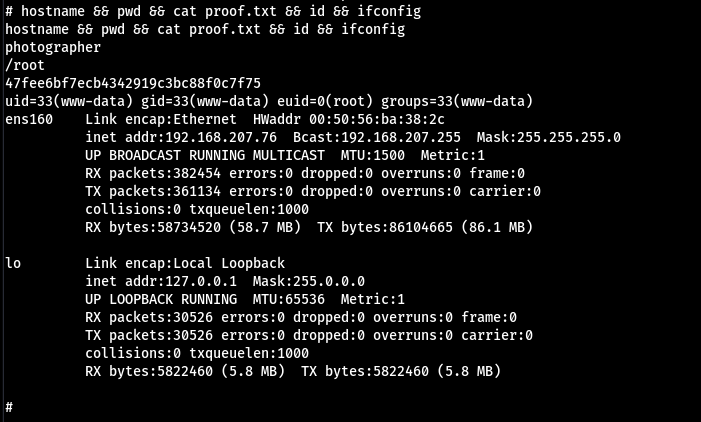 # hostname && pwd && cat proof.txt && id && ifconfig
hostname && pwd && cat proof.txt && id && ifconfig
photographer
/root
47fee6bf7ecb4342919c3bc88f0c7f75
uid=33(www-data) gid=33(www-data) euid=0(root) groups=33(www-data)
ens160    Link encap:Ethernet  HWaddr 00:50:56:ba:38:2c
          inet addr:192.168.207.76  Bcast:192.168.207.255  Mask:255.255.255.0
          UP BROADCAST RUNNING MULTICAST  MTU:1500  Metric:1
          RX packets:382454 errors:0 dropped:0 overruns:0 frame:0
          TX packets:361134 errors:0 dropped:0 overruns:0 carrier:0
          collisions:0 txqueuelen:1000
          RX bytes:58734520 (58.7 MB)  TX bytes:86104665 (86.1 MB)

lo        Link encap:Local Loopback
          inet addr:127.0.0.1  Mask:255.0.0.0
          UP LOOPBACK RUNNING  MTU:65536  Metric:1
          RX packets:30526 errors:0 dropped:0 overruns:0 frame:0
          TX packets:30526 errors:0 dropped:0 overruns:0 carrier:0
          collisions:0 txqueuelen:1000
          RX bytes:5822460 (5.8 MB)  TX bytes:5822460 (5.8 MB)

#